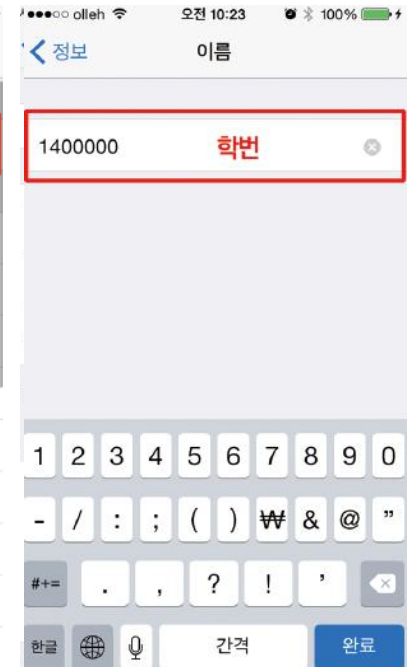 olleh 오전 10:23 100%
정보 이름
1400000 학번
1 2 3 4 5 6 7 8 9 0
- / : ; ( ) ₩ & @ ”
#+= . , ? ! ’
한글 간격 완료